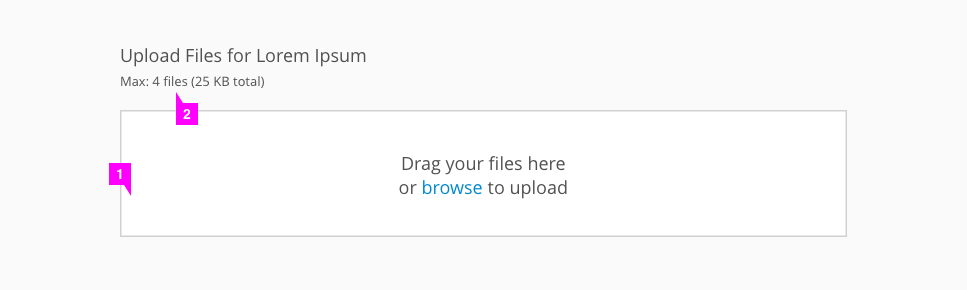 Upload Files for Lorem Ipsum
Max: 4 files (25 KB total)
2
1
Drag your files here
or browse to upload